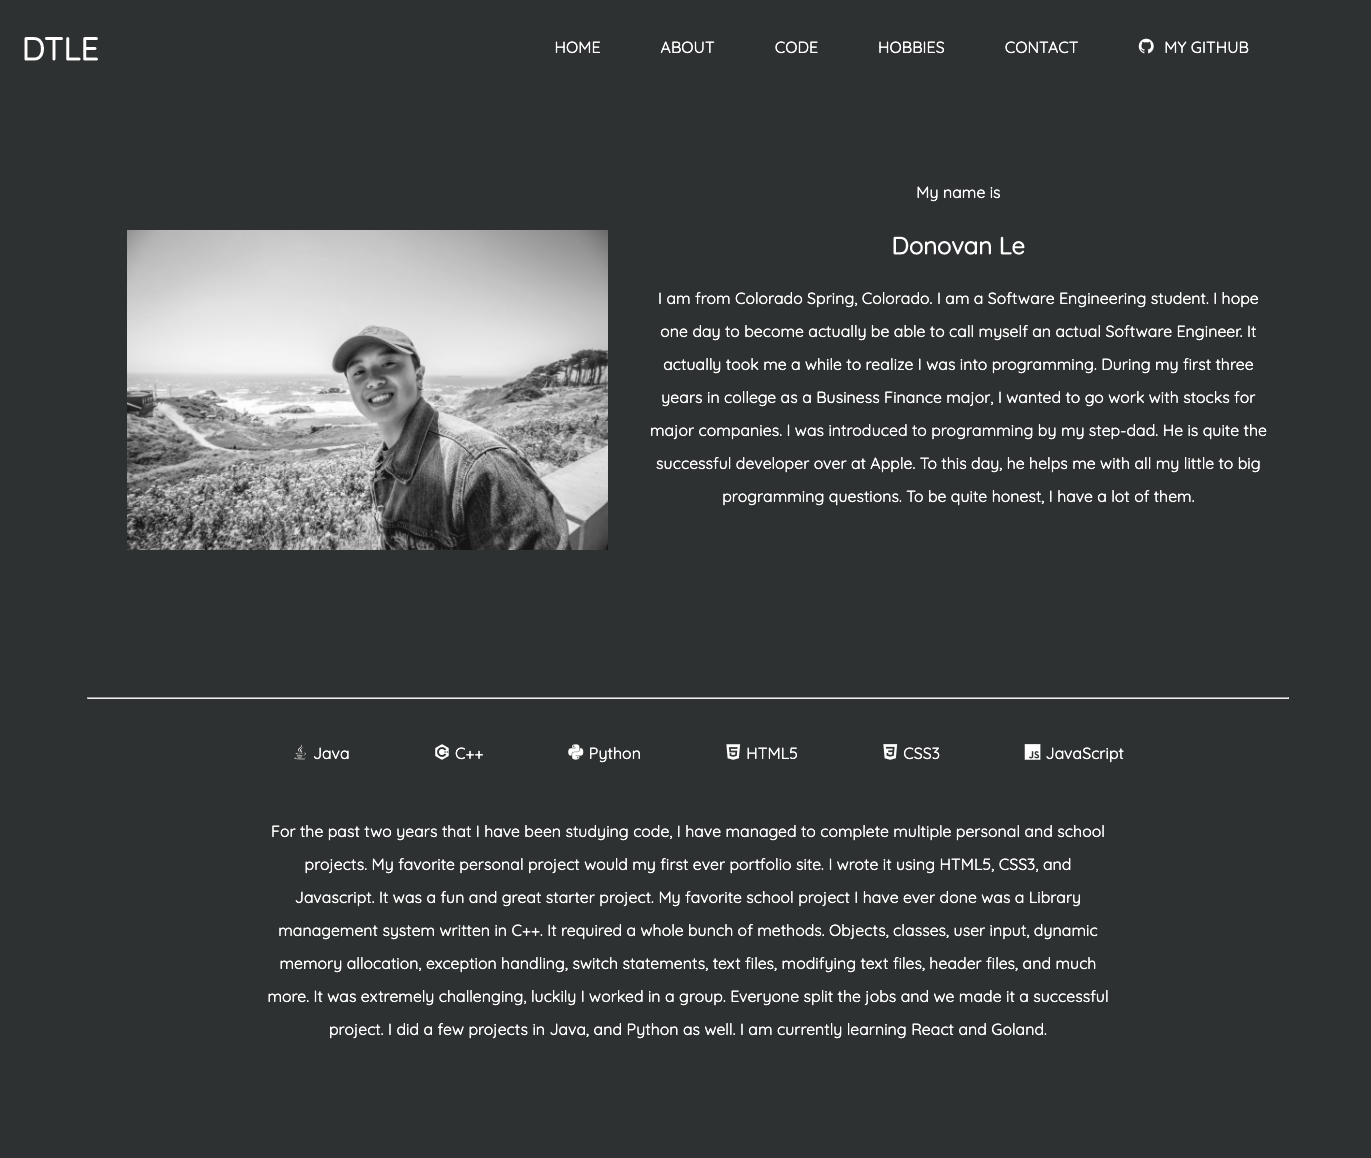 DTLE
HOME ABOUT CODE HOBBIES CONTACT MY GITHUB
My name is
Donovan Le
I am from Colorado Spring, Colorado. I am a Software Engineering student. I hope
one day to become actually be able to call myself an actual Software Engineer. It
actually took me a while to realize I was into programming. During my first three
years in college as a Business Finance major, I wanted to go work with stocks for
major companies. I was introduced to programming by my step-dad. He is quite the
successful developer over at Apple. To this day, he helps me with all my little to big
programming questions. To be quite honest, I have a lot of them.
Java C++ Python HTML5 CSS3 JavaScript
For the past two years that I have been studying code, I have managed to complete multiple personal and school
projects. My favorite personal project would my first ever portfolio site. I wrote it using HTML5, CSS3, and
Javascript. It was a fun and great starter project. My favorite school project I have ever done was a Library
management system written in C++. It required a whole bunch of methods. Objects, classes, user input, dynamic
memory allocation, exception handling, switch statements, text files, modifying text files, header files, and much
more. It was extremely challenging, luckily I worked in a group. Everyone split the jobs and we made it a successful
project. I did a few projects in Java, and Python as well. I am currently learning React and Goland.